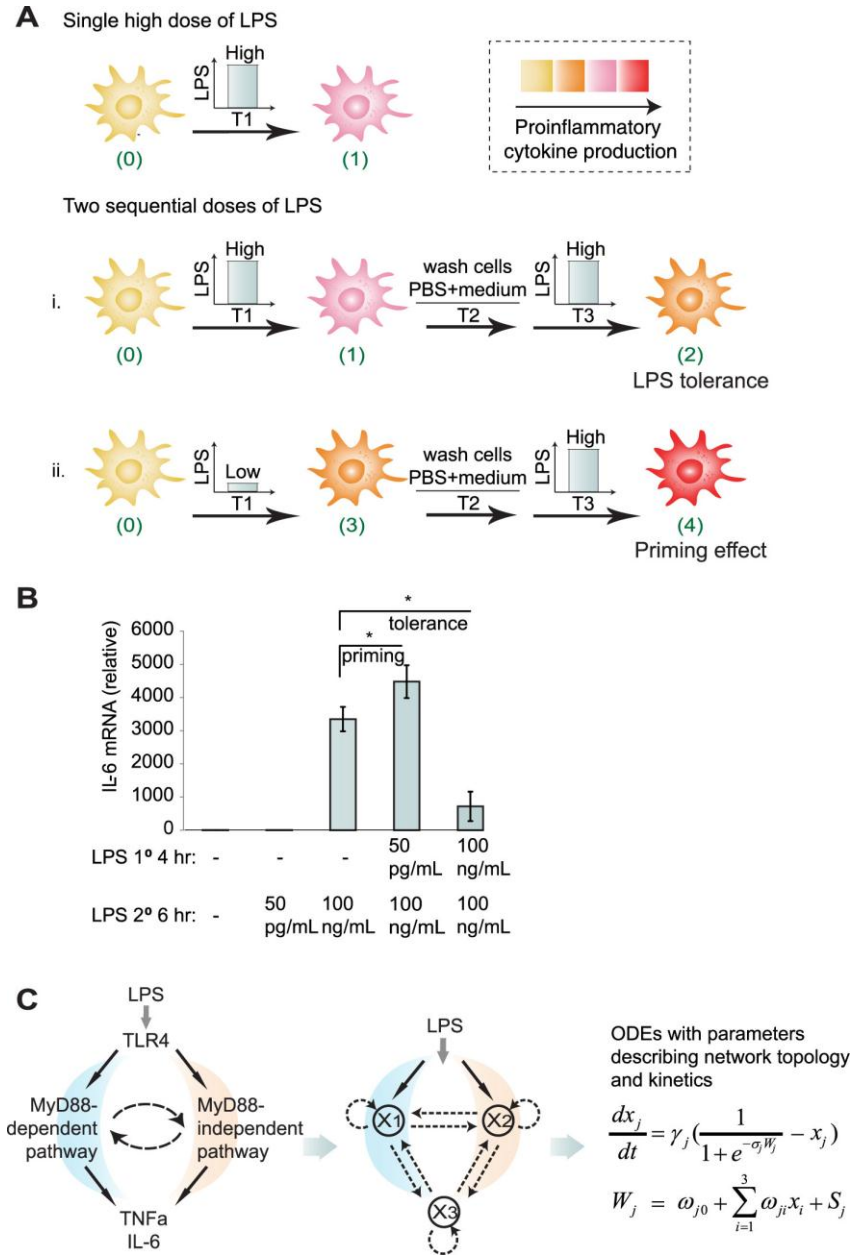 A
Single high dose of LPS
High
LPS
T1
(0)
(1)
Proinflammatory
cytokine production
Two sequential doses of LPS
i.
High
LPS
T1
wash cells
PBS+medium
T2
High
LPS
T3
(0)
(1)
(2)
LPS tolerance
ii.
Low
LPS
T1
wash cells
PBS+medium
T2
High
LPS
T3
(0)
(3)
(4)
Priming effect
B
IL-6 mRNA (relative)
6000
5000
4000
3000
2000
1000
0
*
tolerance
*
priming
LPS 1º 4 hr: - - - 50 pg/mL 100 ng/mL
LPS 2º 6 hr: - 50 pg/mL 100 ng/mL 100 ng/mL 100 ng/mL
C
LPS
TLR4
MyD88-
dependent
pathway
MyD88-
independent
pathway
TNFa
IL-6
LPS
X1
X2
X3
ODEs with parameters
describing network topology
and kinetics
dx_j/dt = γ_j(1/(1+e^{-σ_jW_j}) - x_j)
W_j = ω_{j0} + ∑_{i=1}^{3} ω_{ji}x_i + S_j